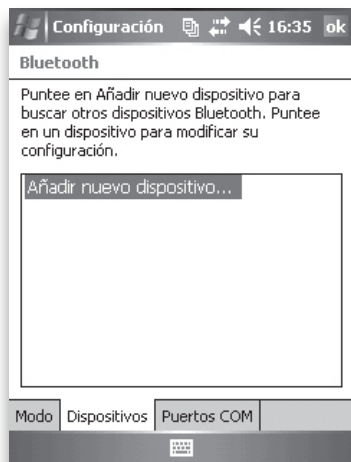 Configuración 16:35 ok
Bluetooth
Puntee en Añadir nuevo dispositivo para
buscar otros dispositivos Bluetooth. Puntee
en un dispositivo para modificar su
configuración.
Añadir nuevo dispositivo...
Modo Dispositivos Puertos COM